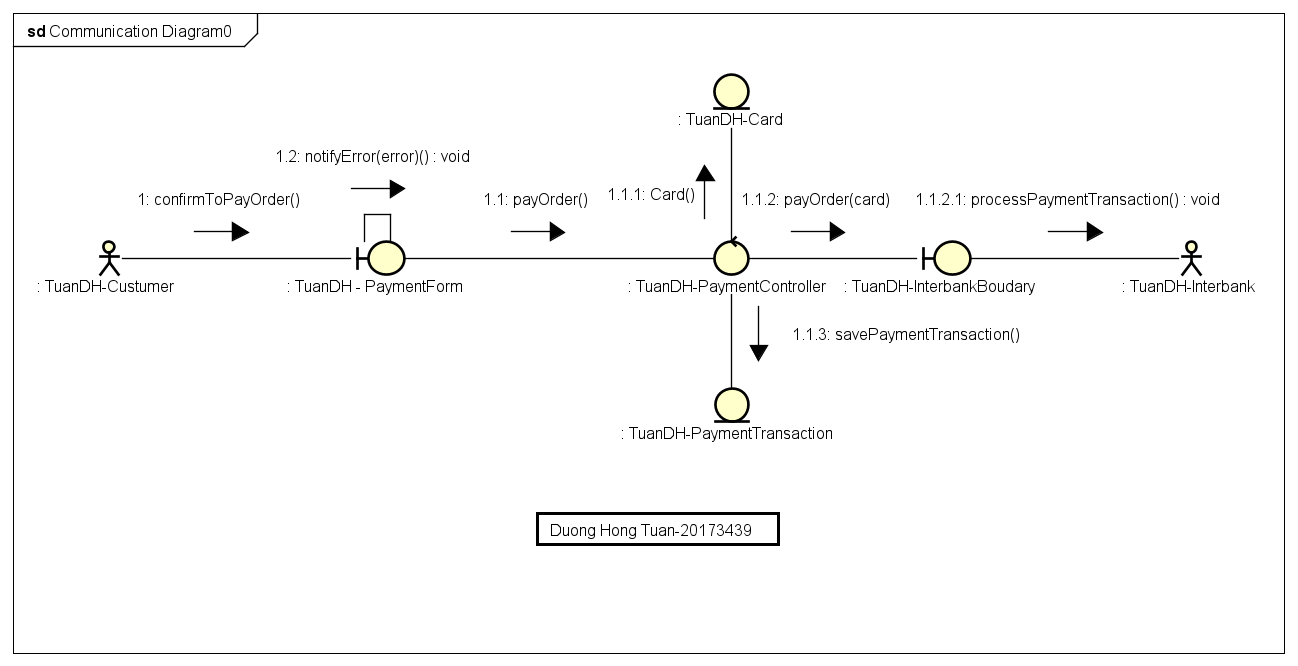 sd Communication Diagram0
: TuanDH-Card
1.2: notifyError(error)() : void
1: confirmToPayOrder()
1.1: payOrder()
1.1.1: Card()
1.1.2: payOrder(card)
1.1.2.1: processPaymentTransaction() : void
: TuanDH-Custumer
: TuanDH - PaymentForm
: TuanDH-PaymentController
: TuanDH-InterbankBoudary
: TuanDH-Interbank
1.1.3: savePaymentTransaction()
: TuanDH-PaymentTransaction
Duong Hong Tuan-20173439